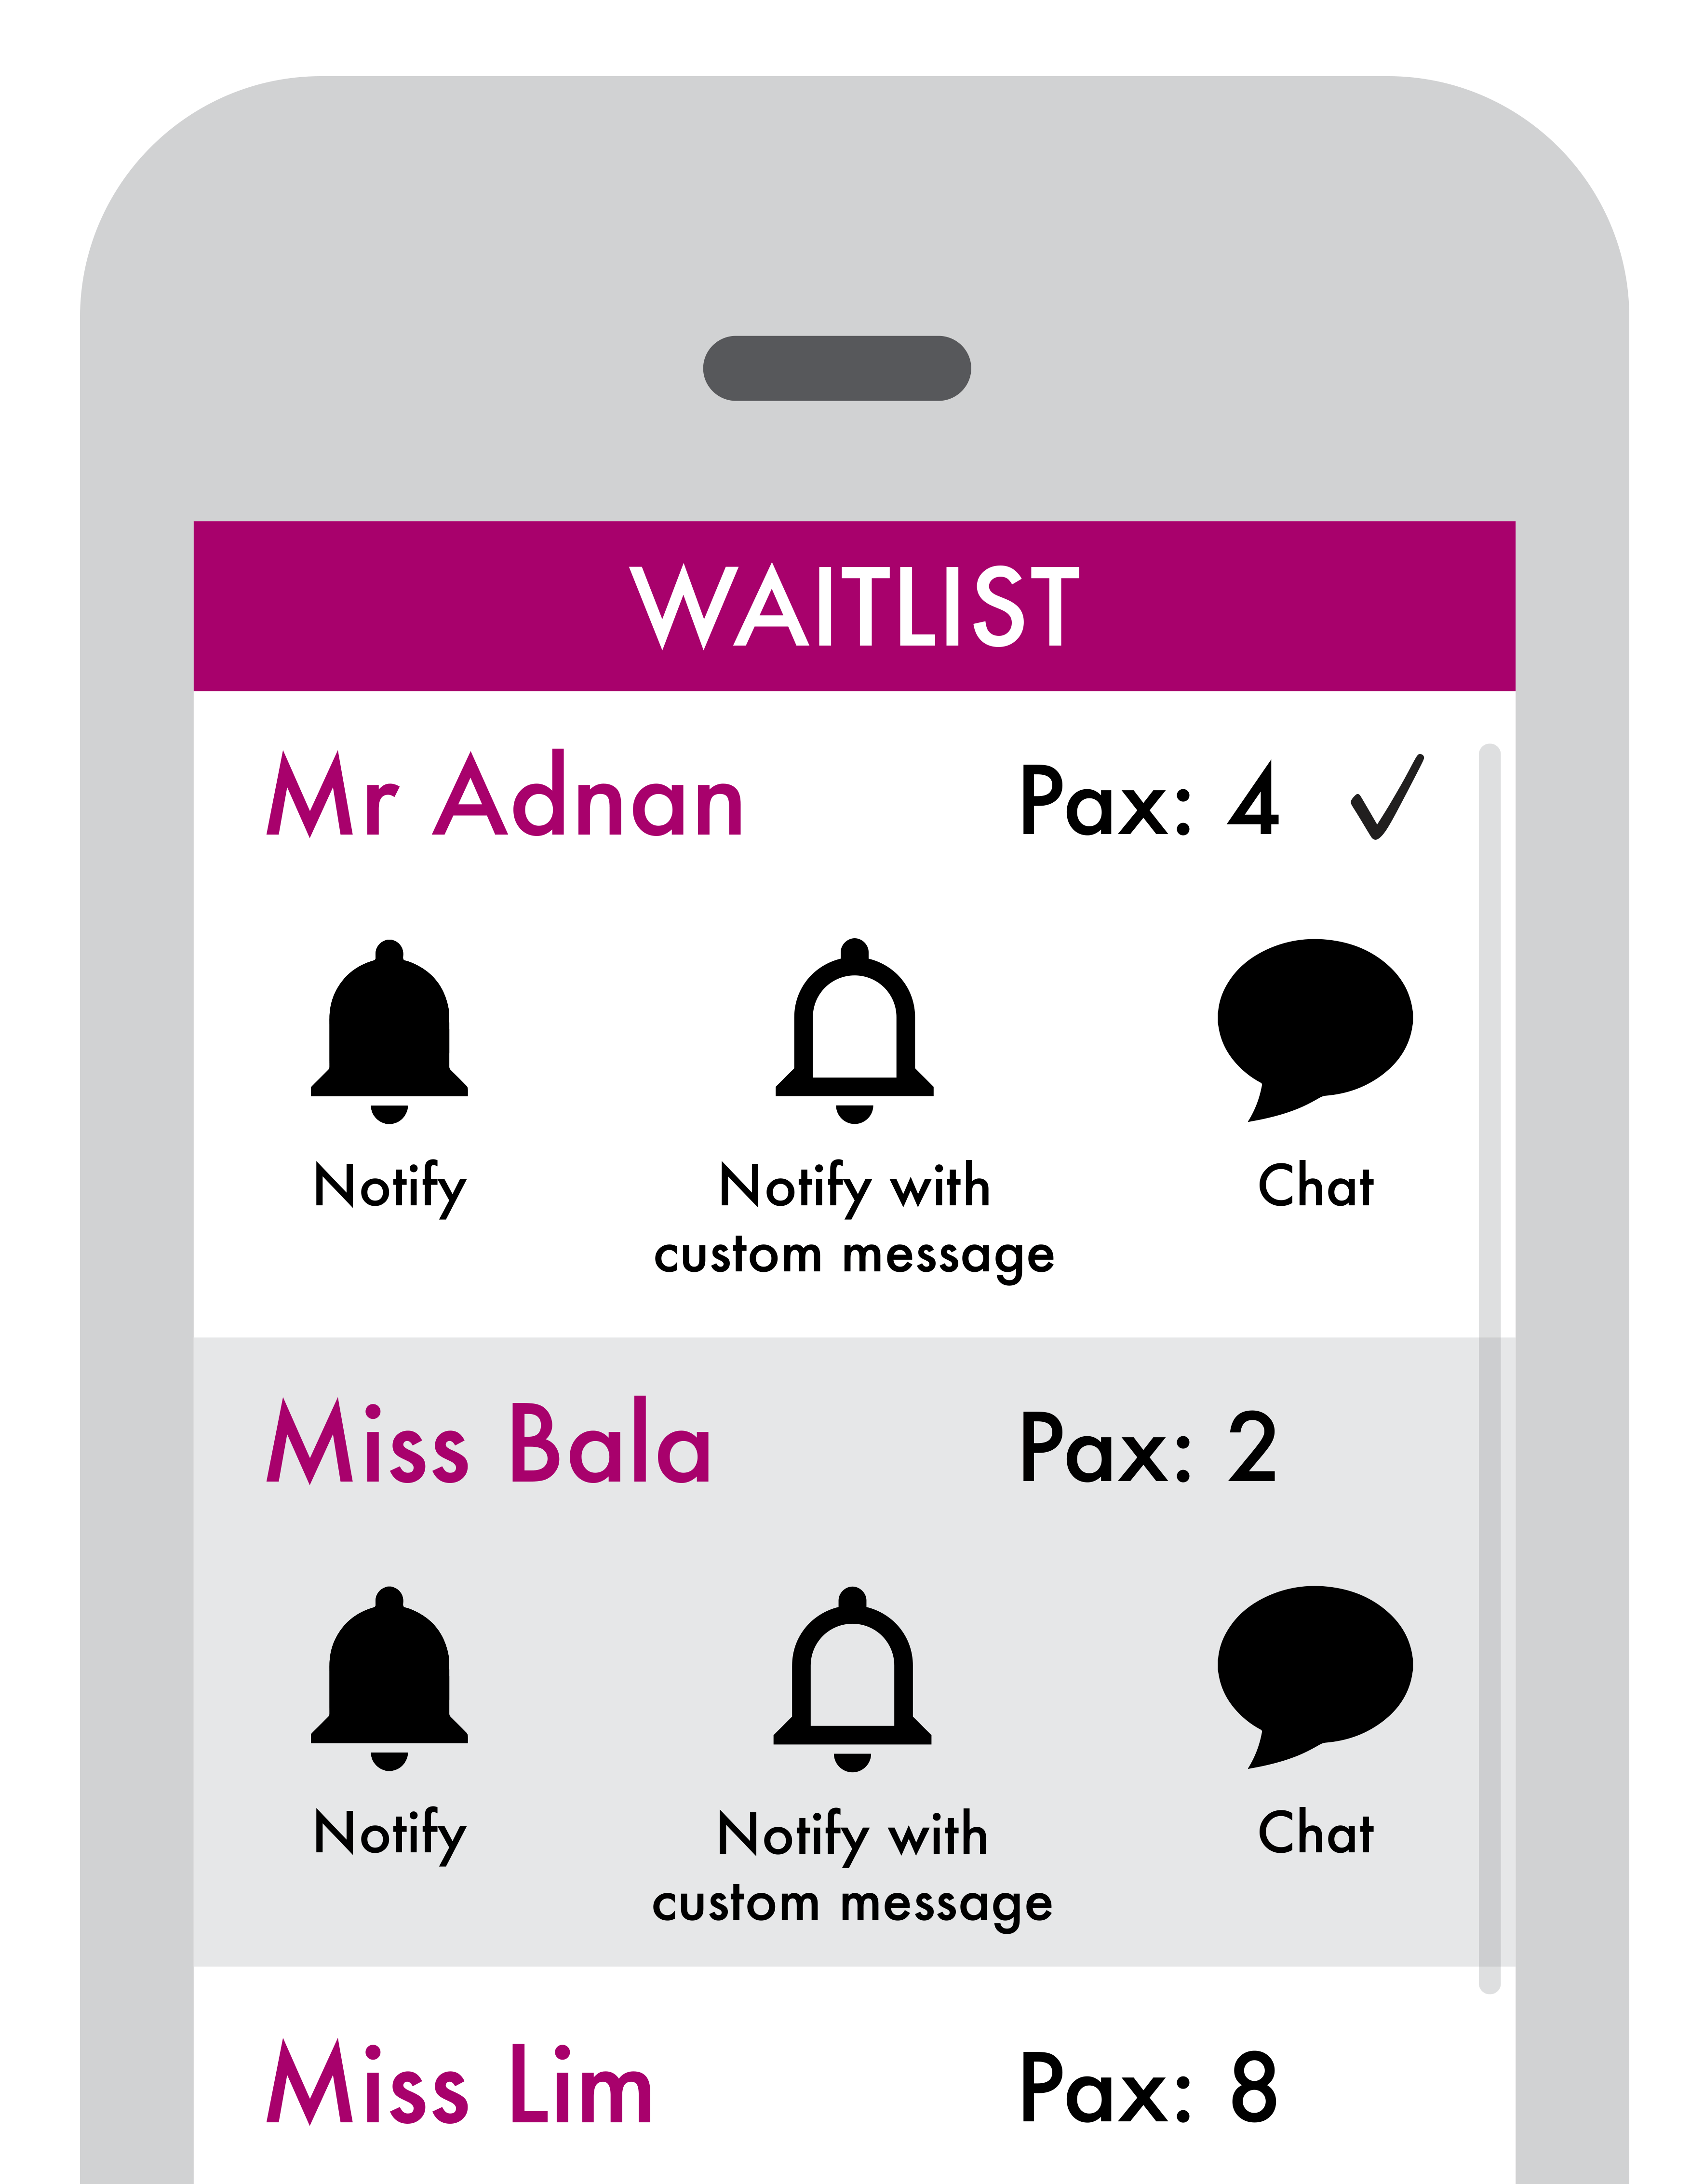 WAITLIST
Mr Adnan Pax: 4 ✓
Notify Notify with Chat
custom message
Miss Bala Pax: 2
Notify Notify with Chat
custom message
Miss Lim Pax: 8